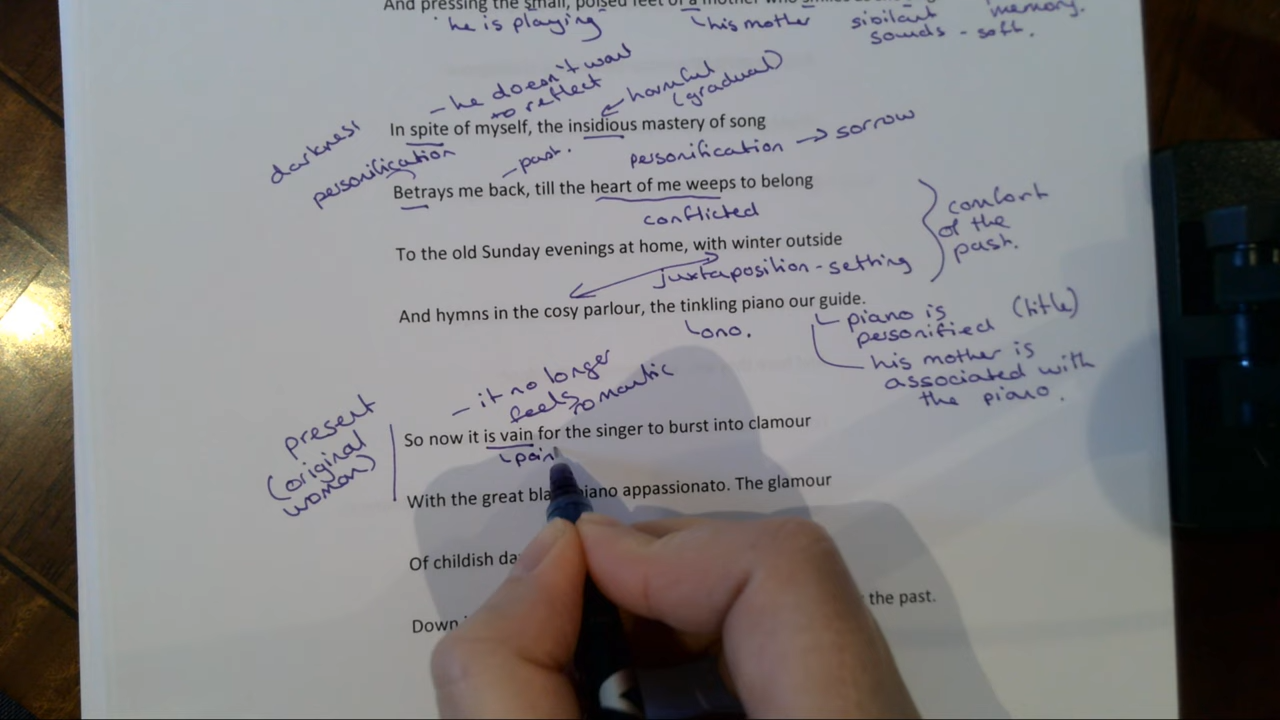 And pressing the small, poised feet of a mother who smiles as
he is playing
his mother
sibilant
sounds - soft.
memory.
- he doesn't want
to reflect
harmful
(gradual)
In spite of myself, the insidious mastery of song
darkness
personification
- past.
personification → sorrow
Betrays me back, till the heart of me weeps to belong
conflicted
To the old Sunday evenings at home, with winter outside
juxtaposition - setting
comfort
of the
past.
And hymns in the cosy parlour, the tinkling piano our guide.
ono.
piano is
personified (title)
his mother is
associated with
the piano.
- it no longer
feels romantic
present
(original
woman)
So now it is vain for the singer to burst into clamour
pain
With the great black piano appassionato. The glamour
Of childish
Down
the past.